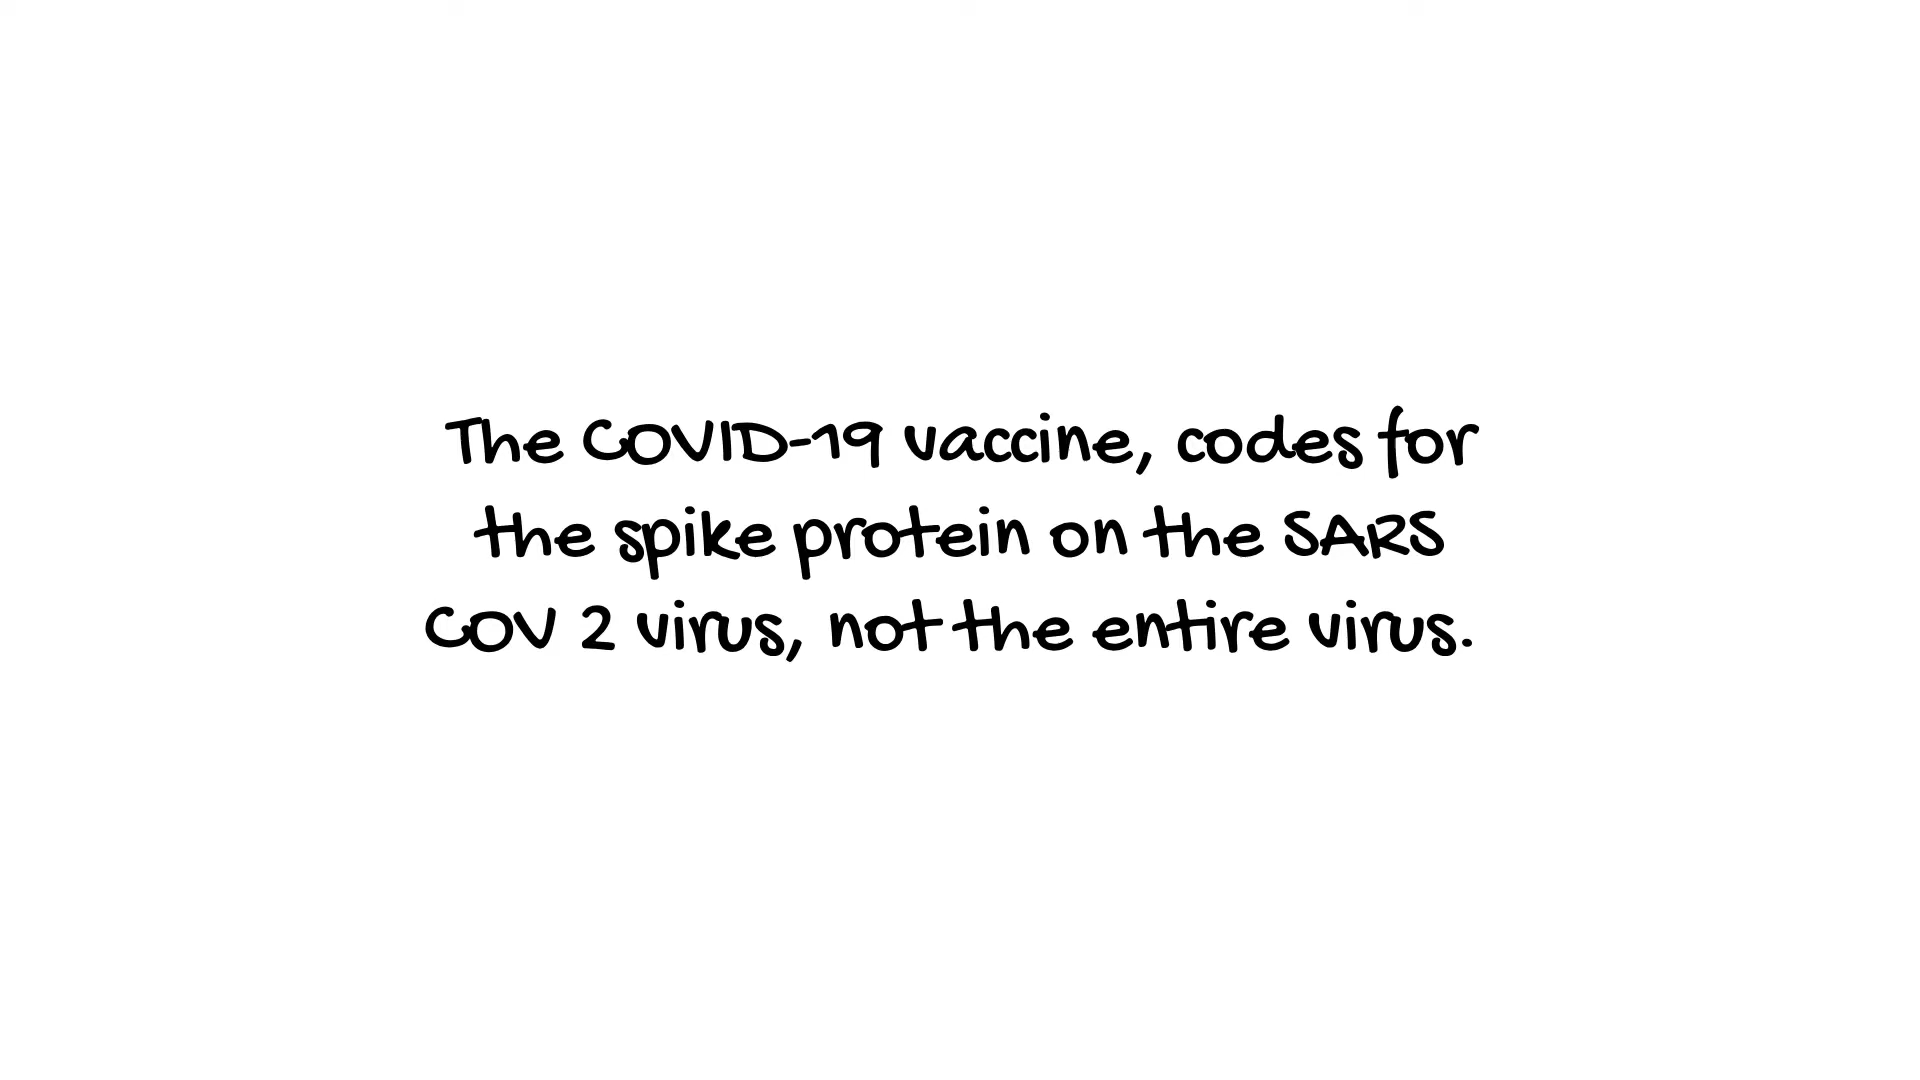 The COVID-19 vaccine, codes for
the spike protein on the SARS
COV 2 virus, not the entire virus.